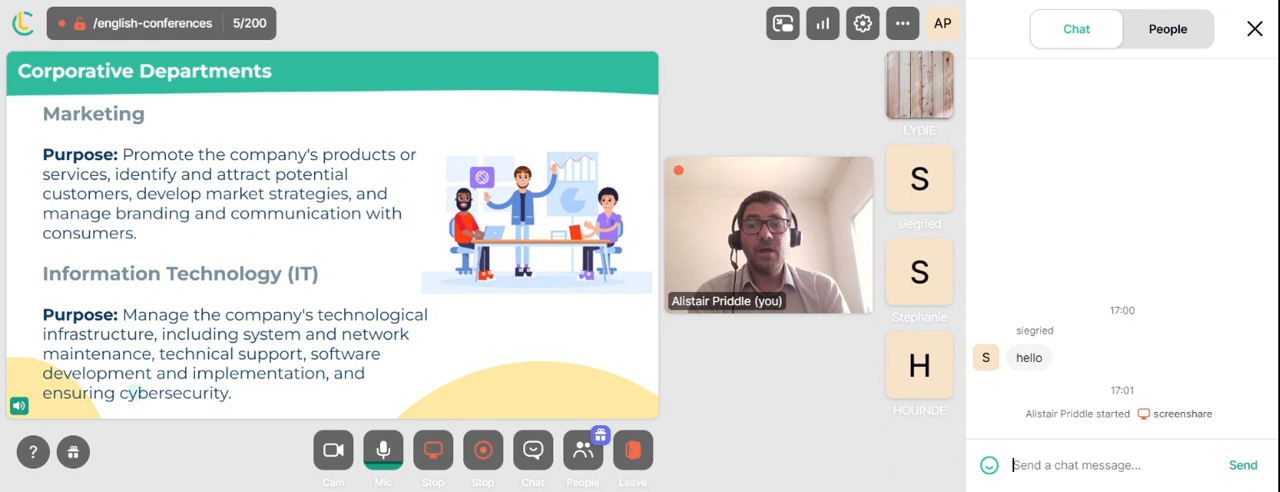 /english-conferences 5/200
AP
Corporative Departments
Marketing
Purpose: Promote the company's products or
services, identify and attract potential
customers, develop market strategies, and
manage branding and communication with
consumers.
Information Technology (IT)
Purpose: Manage the company's technological
infrastructure, including system and network
maintenance, technical support, software
development and implementation, and
ensuring cybersecurity.
Alistair Priddle (you)
LYDIE
S
siegried
S
Stephanie
H
HOUINDE
?
Cam
Mic
Stop
Stop
Chat
People
Leave
Chat
People
17:00
siegried
S
hello
17:01
Alistair Priddle started screenshare
Send a chat message...
Send